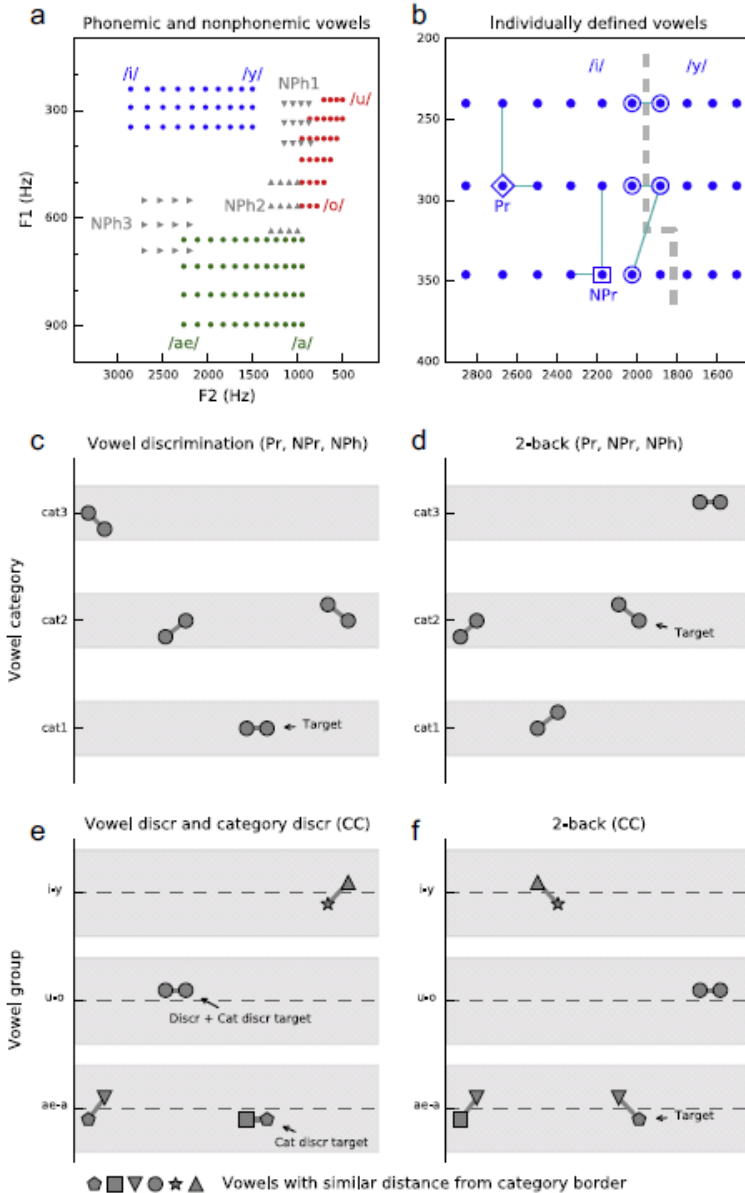 a Phonemic and nonphonemic vowels
/i/ /y/ NPh1
/u/
300
NPh2
/o/
600
NPh3
900
/ae/ /a/
F1 (Hz)
3000 2500 2000 1500 1000 500
F2 (Hz)
b Individually defined vowels
200
/i/ /y/
250
300
Pr
350
NPr
400
2800 2600 2400 2200 2000 1800 1600
c Vowel discrimination (Pr, NPr, NPh)
cat3
cat2
cat1
Target
Vowel category
d 2-back (Pr, NPr, NPh)
cat3
cat2
Target
cat1
e Vowel discr and category discr (CC)
i-y
u-o
Discr + Cat discr target
ae-a
Cat discr target
Vowel group
f 2-back (CC)
i-y
u-o
ae-a
Target
Vowels with similar distance from category border